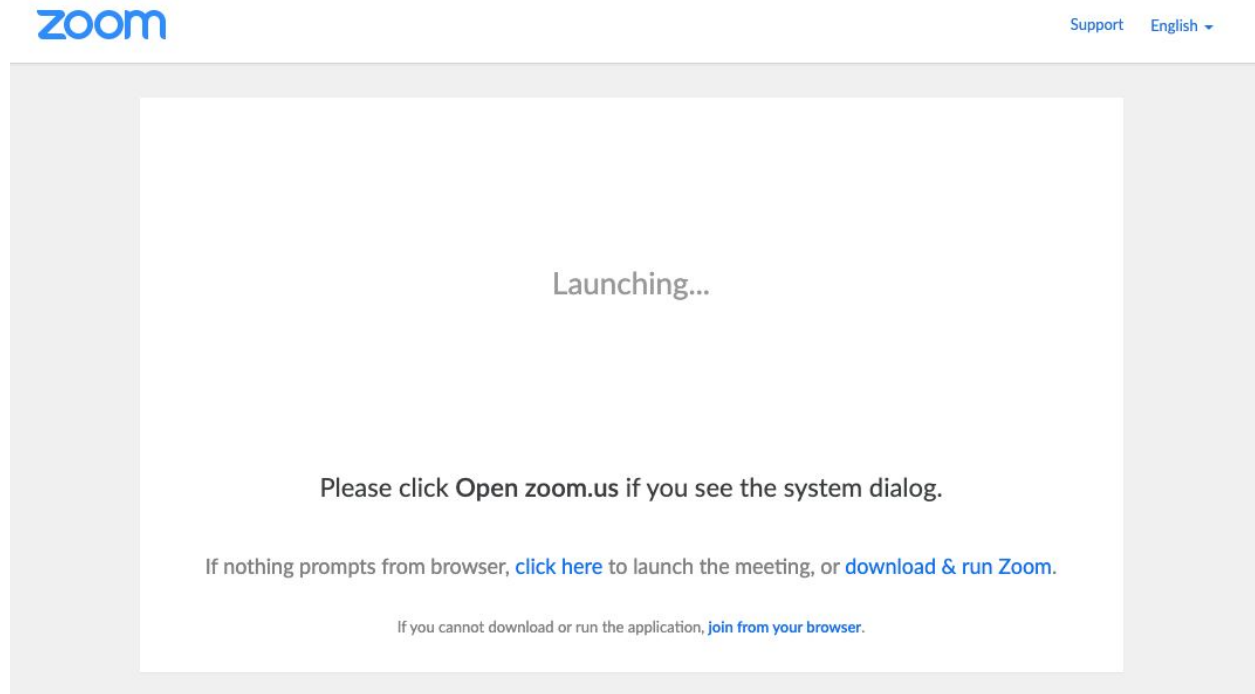 zoom
Support English
Launching...
Please click Open zoom.us if you see the system dialog.
If nothing prompts from browser, click here to launch the meeting, or download & run Zoom.
If you cannot download or run the application, join from your browser.